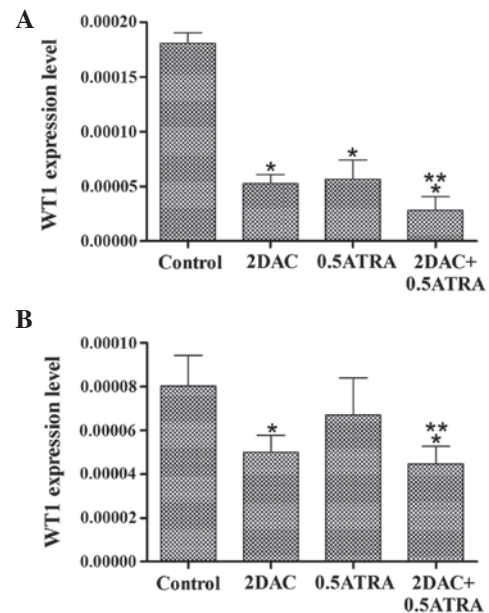 A
WT1 expression level
0.00020
0.00015
0.00010
0.00005
0.00000
*
*
**
*
Control
2DAC
0.5ATRA
2DAC+
0.5ATRA
B
WT1 expression level
0.00010
0.00008
0.00006
0.00004
0.00002
0.00000
*
**
*
Control
2DAC
0.5ATRA
2DAC+
0.5ATRA